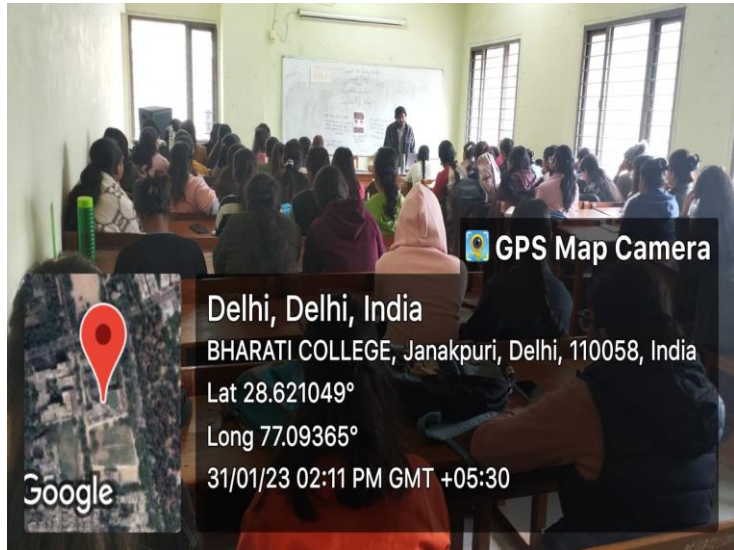 GPS Map Camera
Delhi, Delhi, India
BHARATI COLLEGE, Janakpuri, Delhi, 110058, India
Lat 28.621049°
Long 77.09365°
31/01/23 02:11 PM GMT +05:30
Google